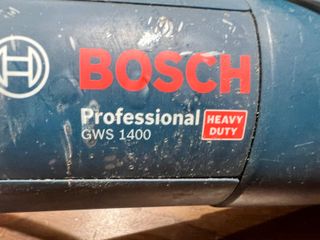 BOSCH
Professional
GWS 1400
HEAVY
DUTY